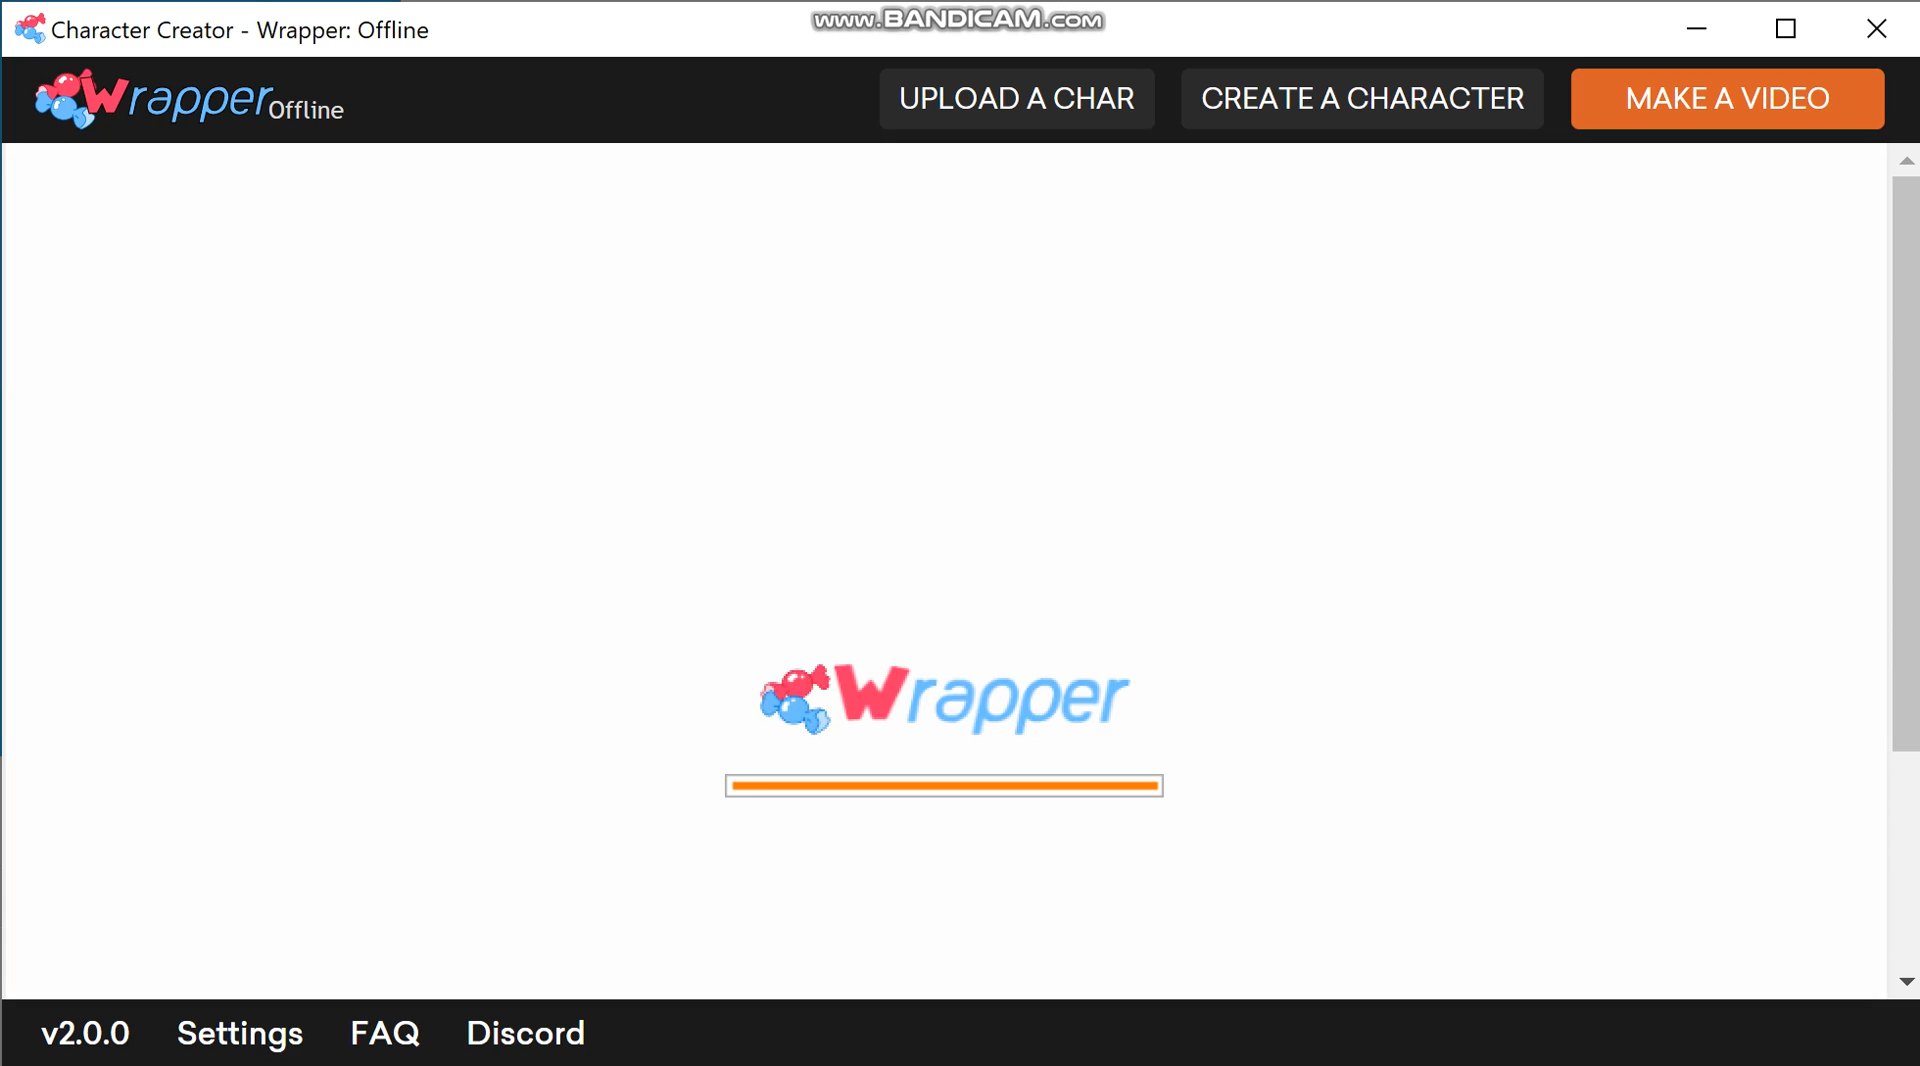 Character Creator - Wrapper: Offline
www.BANDICAM.com
Wrapper Offline
UPLOAD A CHAR
CREATE A CHARACTER
MAKE A VIDEO
Wrapper
v2.0.0
Settings
FAQ
Discord